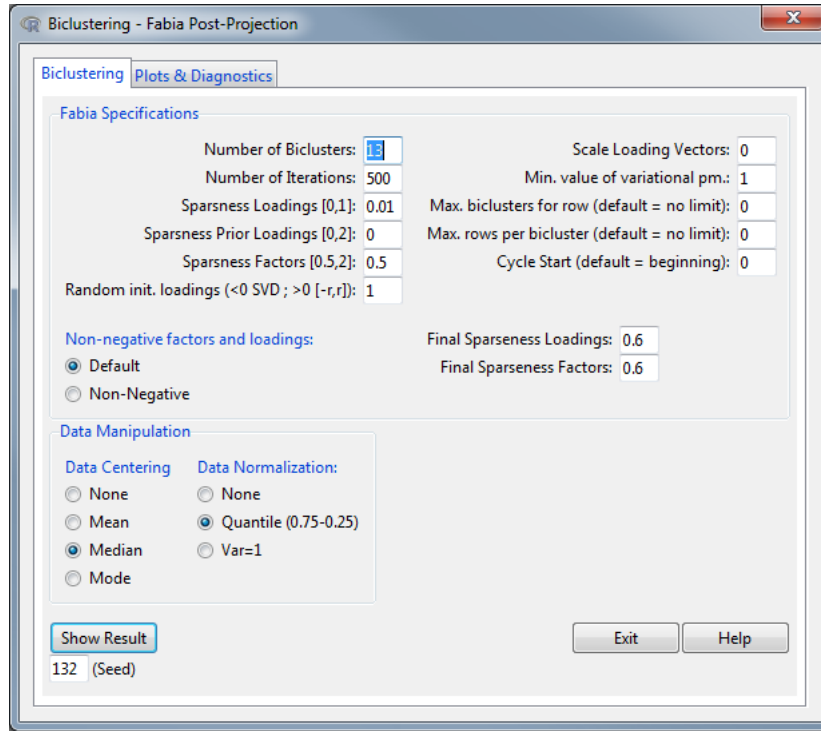 Biclustering - Fabia Post-Projection
Biclustering Plots & Diagnostics
Fabia Specifications
Number of Biclusters: 13
Number of Iterations: 500
Sparsness Loadings [0,1]: 0.01
Sparsness Prior Loadings [0,2]: 0
Sparsness Factors [0.5,2]: 0.5
Random init. loadings (<0 SVD ; >0 [-r,r]): 1
Scale Loading Vectors: 0
Min. value of variational pm.: 1
Max. biclusters for row (default = no limit): 0
Max. rows per bicluster (default = no limit): 0
Cycle Start (default = beginning): 0
Non-negative factors and loadings:
Default
Non-Negative
Final Sparseness Loadings: 0.6
Final Sparseness Factors: 0.6
Data Manipulation
Data Centering
None
Mean
Median
Mode
Data Normalization:
None
Quantile (0.75-0.25)
Var=1
Show Result
132 (Seed)
Exit
Help